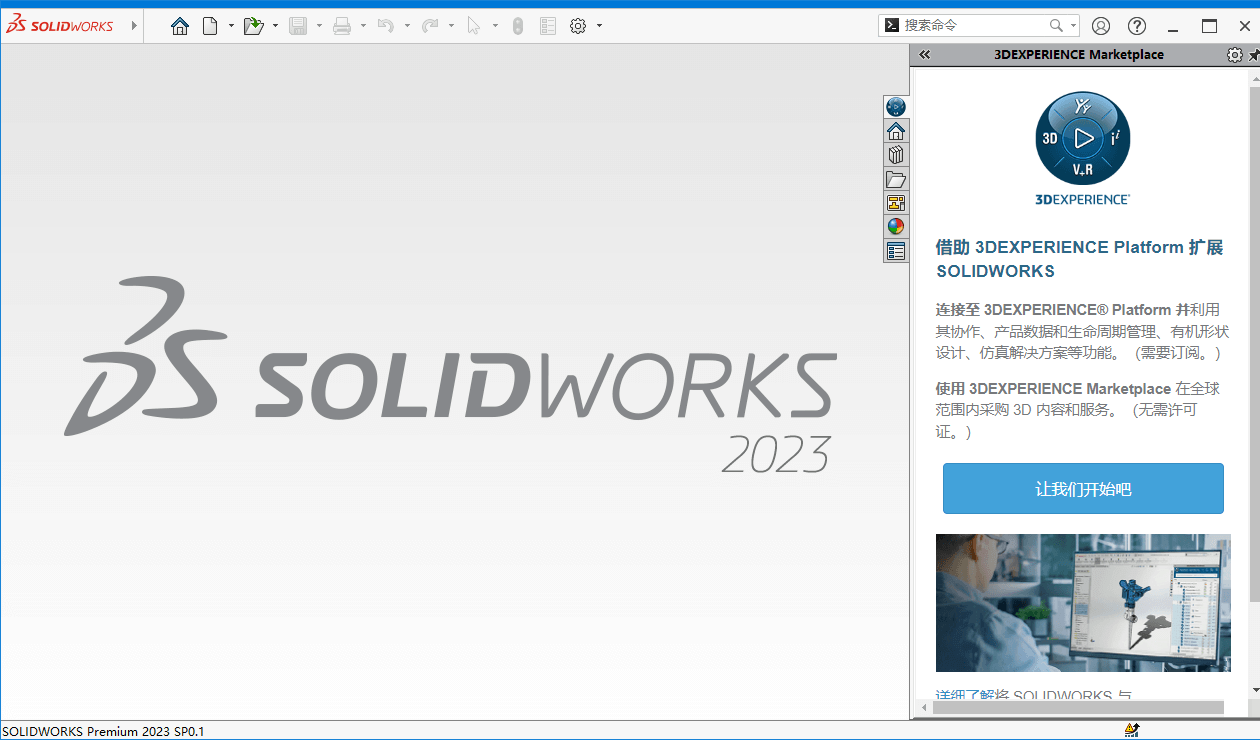 SOLIDWORKS
搜索命令
3DEXPERIENCE Marketplace
3D
V+R
i
3DEXPERIENCE
借助 3DEXPERIENCE Platform 扩展
SOLIDWORKS
连接至 3DEXPERIENCE® Platform 并利用
其协作、产品数据和生命周期管理、有机形状
设计、仿真解决方案等功能。（需要订阅。）
使用 3DEXPERIENCE Marketplace 在全球
范围内采购 3D 内容和服务。（无需许可
证。）
让我们开始吧
详细了解将 SOLIDWORKS 与
SOLIDWORKS
2023
SOLIDWORKS Premium 2023 SP0.1